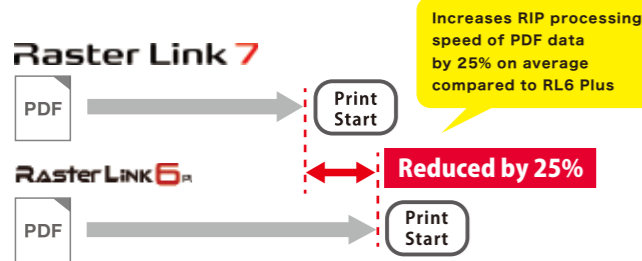 Increases RIP processing
speed of PDF data
by 25% on average
compared to RL6 Plus
Raster Link 7
PDF
Print
Start
Raster Link 6
Reduced by 25%
PDF
Print
Start